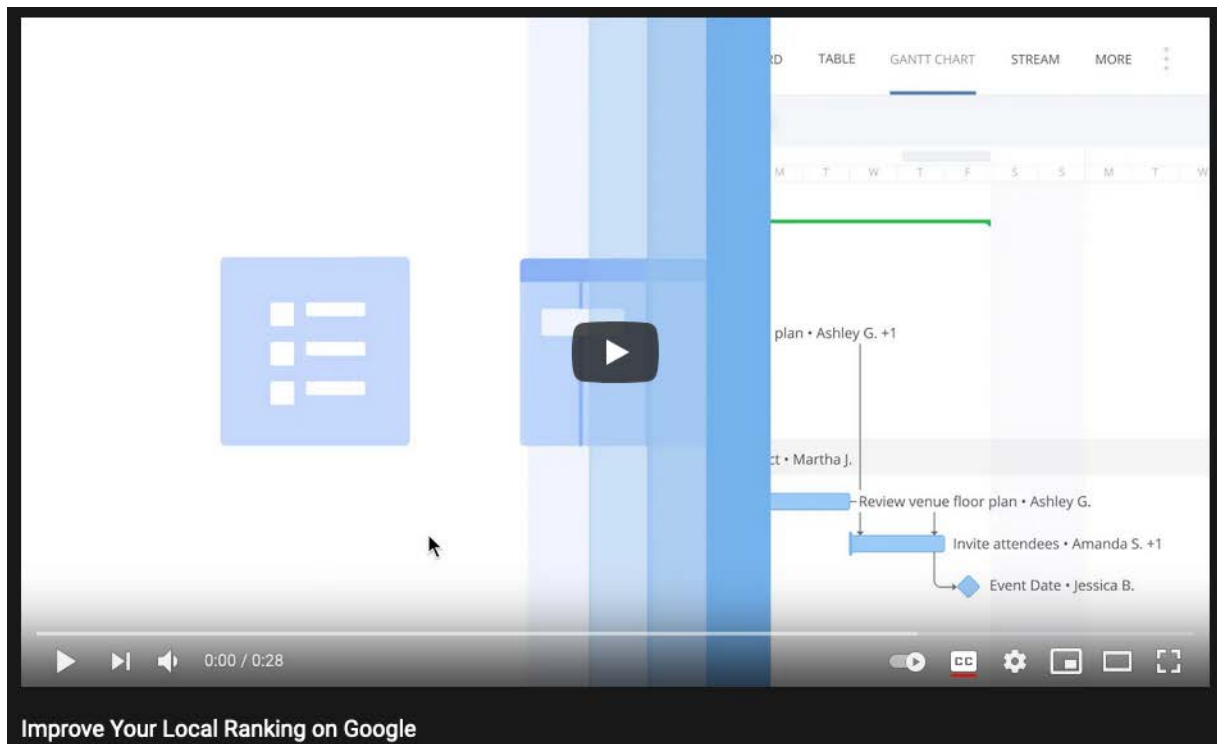 RD TABLE GANTT CHART STREAM MORE
M T W T F S S M T W
plan • Ashley G. +1
ct • Martha J.
Review venue floor plan • Ashley G.
Invite attendees • Amanda S. +1
Event Date • Jessica B.
0:00 / 0:28
CC
Improve Your Local Ranking on Google